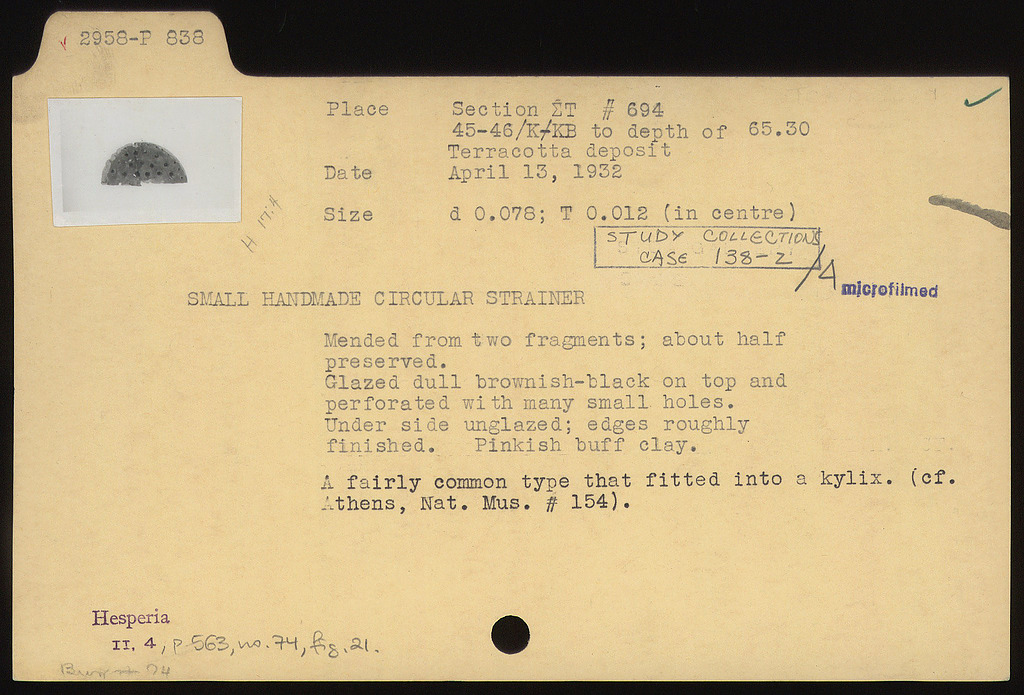 2958-P 838
Place Section ΣT # 694
45-46/K-KB to depth of 65.30
Terracotta deposit
Date April 13, 1932
H 17:4
Size d 0.078; T 0.012 (in centre)
STUDY COLLECTIONS
CASE 138-2
/4
microfilmed
SMALL HANDMADE CIRCULAR STRAINER
Mended from two fragments; about half
preserved.
Glazed dull brownish-black on top and
perforated with many small holes.
Under side unglazed; edges roughly
finished. Pinkish buff clay.
A fairly common type that fitted into a kylix. (cf.
Athens, Nat. Mus. # 154).
Hesperia
II, 4, p 563, no. 74, fig. 21.
74